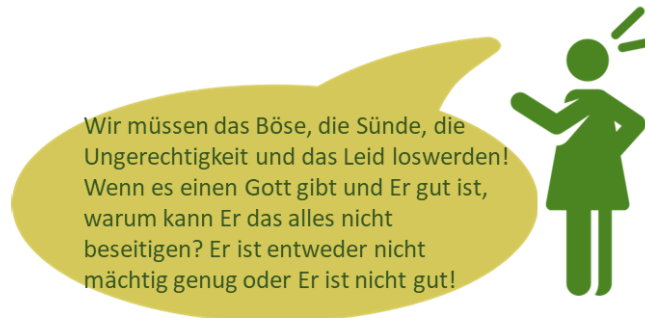 Wir müssen das Böse, die Sünde, die
Ungerechtigkeit und das Leid loswerden!
Wenn es einen Gott gibt und Er gut ist,
warum kann Er das alles nicht
beseitigen? Er ist entweder nicht
mächtig genug oder Er ist nicht gut!